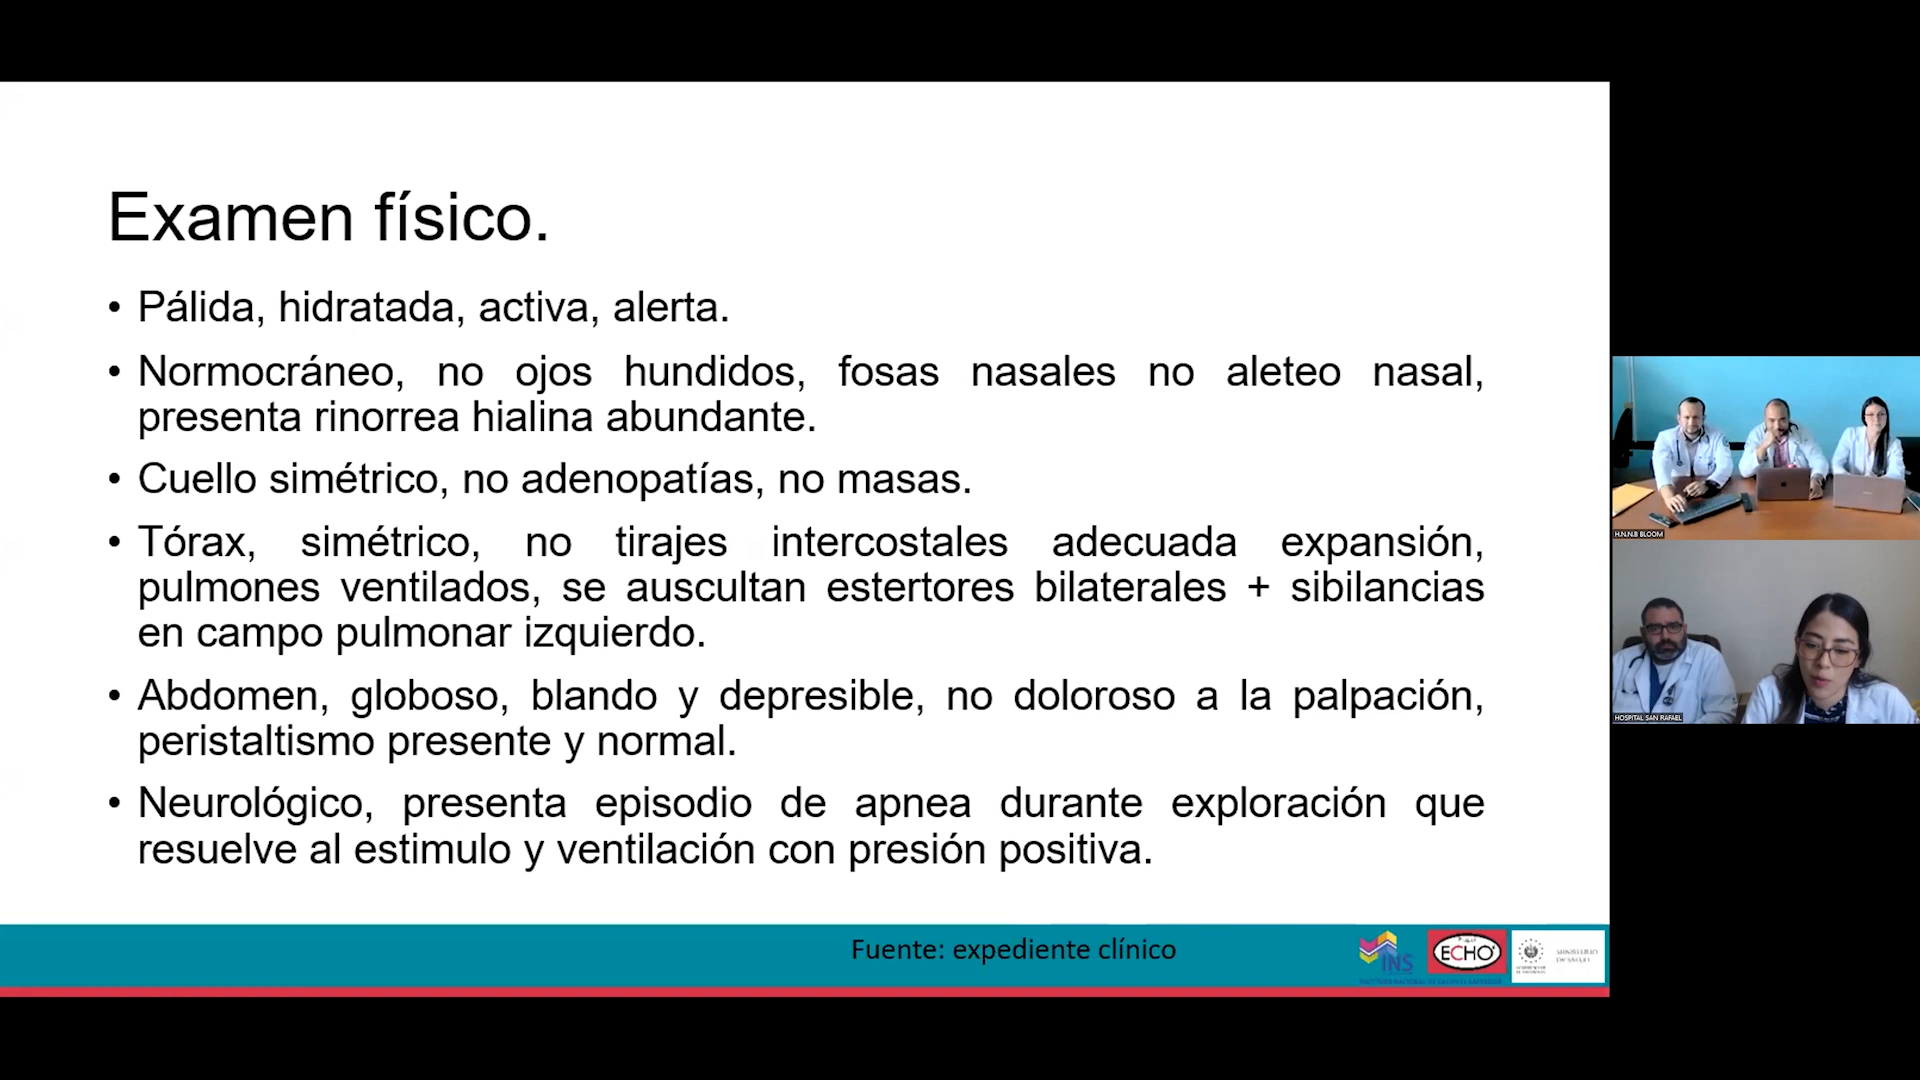 Examen físico.
• Pálida, hidratada, activa, alerta.
• Normocráneo, no ojos hundidos, fosas nasales no aleteo nasal,
presenta rinorrea hialina abundante.
• Cuello simétrico, no adenopatías, no masas.
• Tórax, simétrico, no tirajes intercostales adecuada expansión,
pulmones ventilados, se auscultan estertores bilaterales + sibilancias
en campo pulmonar izquierdo.
• Abdomen, globoso, blando y depresible, no doloroso a la palpación,
peristaltismo presente y normal.
• Neurológico, presenta episodio de apnea durante exploración que
resuelve al estimulo y ventilación con presión positiva.
Fuente: expediente clínico
INS
ECHO
MINISTERIO
DE SALUD
H.N.N.B BLOOM
HOSPITAL SAN RAFAEL